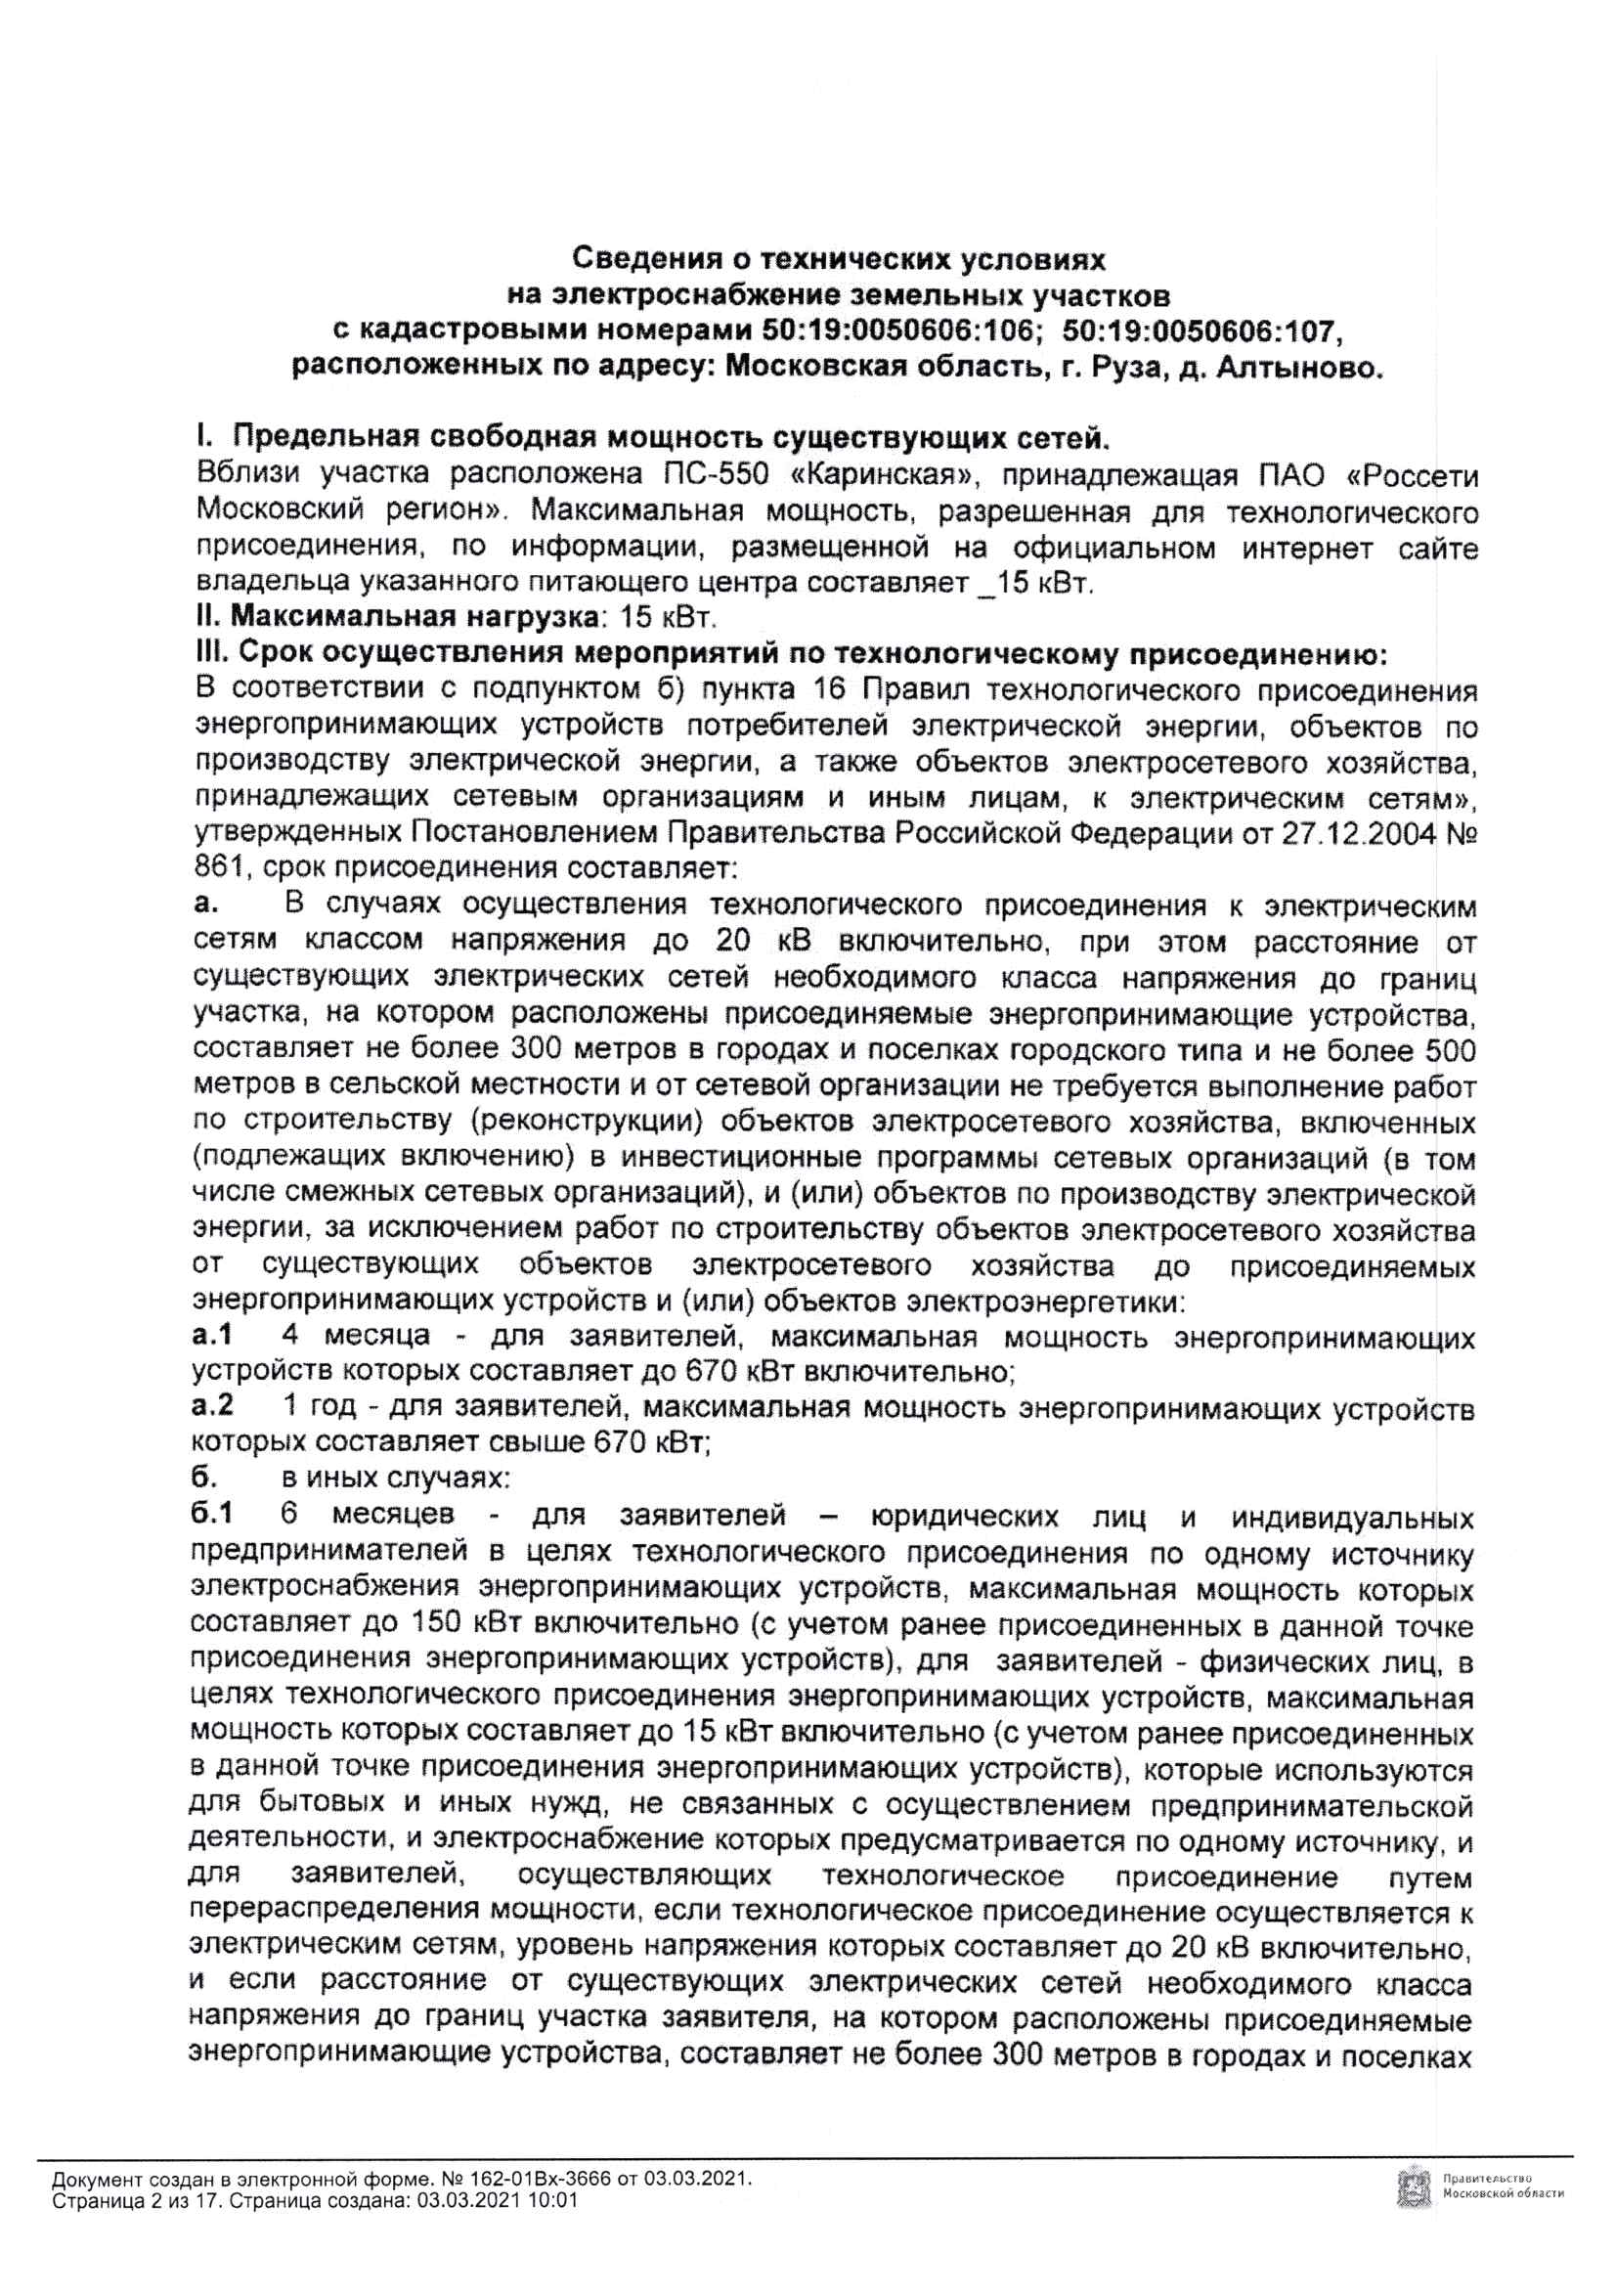 Сведения о технических условиях
на электроснабжение земельных участков
с кадастровыми номерами 50:19:0050606:106; 50:19:0050606:107,
расположенных по адресу: Московская область, г. Руза, д. Алтыново.
I. Предельная свободная мощность существующих сетей.
Вблизи участка расположена ПС-550 «Каринская», принадлежащая ПАО «Россети
Московский регион». Максимальная мощность, разрешенная для технологического
присоединения, по информации, размещенной на официальном интернет сайте
владельца указанного питающего центра составляет _15 кВт.
II. Максимальная нагрузка: 15 кВт.
III. Срок осуществления мероприятий по технологическому присоединению:
В соответствии с подпунктом б) пункта 16 Правил технологического присоединения
энергопринимающих устройств потребителей электрической энергии, объектов по
производству электрической энергии, а также объектов электросетевого хозяйства,
принадлежащих сетевым организациям и иным лицам, к электрическим сетям»,
утвержденных Постановлением Правительства Российской Федерации от 27.12.2004 №
861, срок присоединения составляет:
а. В случаях осуществления технологического присоединения к электрическим
сетям классом напряжения до 20 кВ включительно, при этом расстояние от
существующих электрических сетей необходимого класса напряжения до границ
участка, на котором расположены присоединяемые энергопринимающие устройства,
составляет не более 300 метров в городах и поселках городского типа и не более 500
метров в сельской местности и от сетевой организации не требуется выполнение работ
по строительству (реконструкции) объектов электросетевого хозяйства, включенных
(подлежащих включению) в инвестиционные программы сетевых организаций (в том
числе смежных сетевых организаций), и (или) объектов по производству электрической
энергии, за исключением работ по строительству объектов электросетевого хозяйства
от существующих объектов электросетевого хозяйства до присоединяемых
энергопринимающих устройств и (или) объектов электроэнергетики:
а.1 4 месяца - для заявителей, максимальная мощность энергопринимающих
устройств которых составляет до 670 кВт включительно;
а.2 1 год - для заявителей, максимальная мощность энергопринимающих устройств
которых составляет свыше 670 кВт;
б. в иных случаях:
б.1 6 месяцев - для заявителей – юридических лиц и индивидуальных
предпринимателей в целях технологического присоединения по одному источнику
электроснабжения энергопринимающих устройств, максимальная мощность которых
составляет до 150 кВт включительно (с учетом ранее присоединенных в данной точке
присоединения энергопринимающих устройств), для заявителей - физических лиц, в
целях технологического присоединения энергопринимающих устройств, максимальная
мощность которых составляет до 15 кВт включительно (с учетом ранее присоединенных
в данной точке присоединения энергопринимающих устройств), которые используются
для бытовых и иных нужд, не связанных с осуществлением предпринимательской
деятельности, и электроснабжение которых предусматривается по одному источнику, и
для заявителей, осуществляющих технологическое присоединение путем
перераспределения мощности, если технологическое присоединение осуществляется к
электрическим сетям, уровень напряжения которых составляет до 20 кВ включительно,
и если расстояние от существующих электрических сетей необходимого класса
напряжения до границ участка заявителя, на котором расположены присоединяемые
энергопринимающие устройства, составляет не более 300 метров в городах и поселках
Документ создан в электронной форме. № 162-01Вх-3666 от 03.03.2021.
Страница 2 из 17. Страница создана: 03.03.2021 10:01
Правительство
Московской области